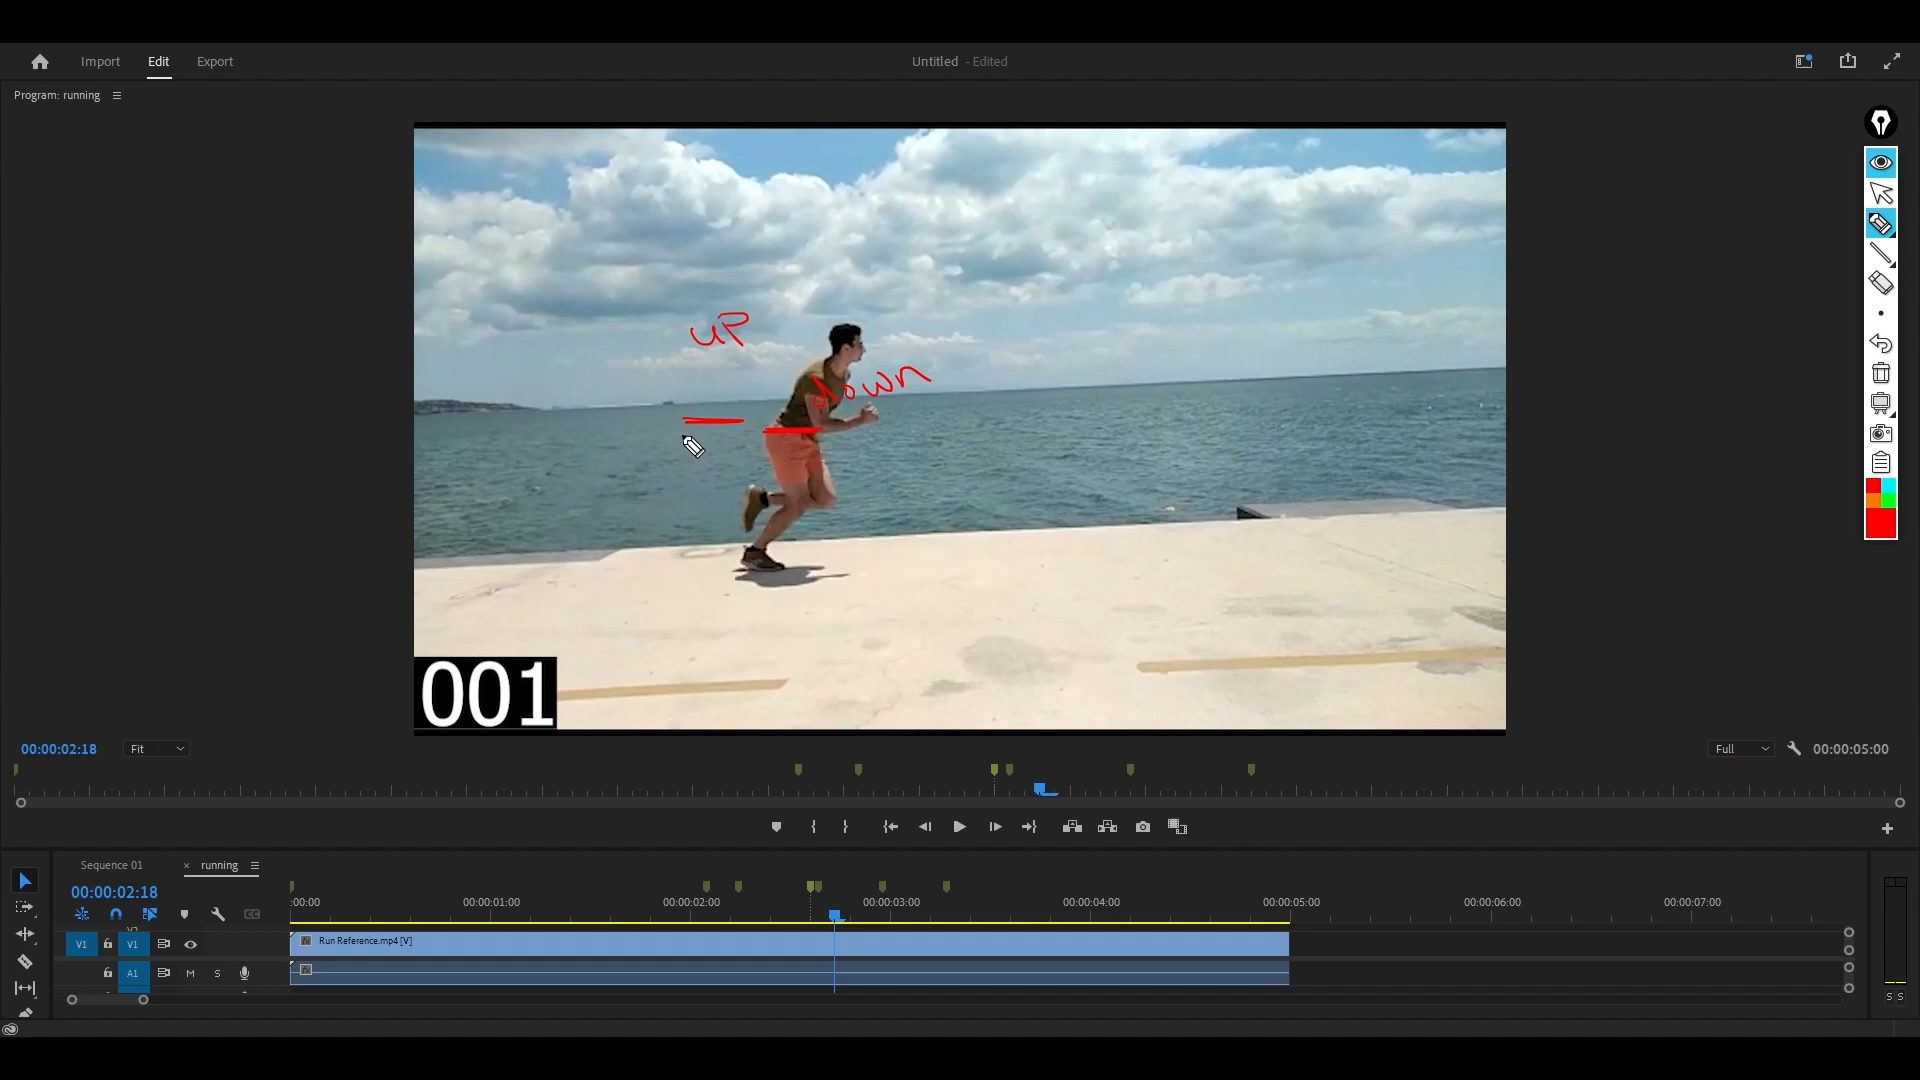 Import Edit Export
Untitled - Edited
Program: running
uP
down
001
00:00:02:18 Fit Full 00:00:05:00
Sequence 01 × running
00:00:02:18
:00:00 00:00:01:00 00:00:02:00 00:00:03:00 00:00:04:00 00:00:05:00 00:00:06:00 00:00:07:00
V1 V1 fx Run Reference.mp4 [V]
A1 M S fx
S S